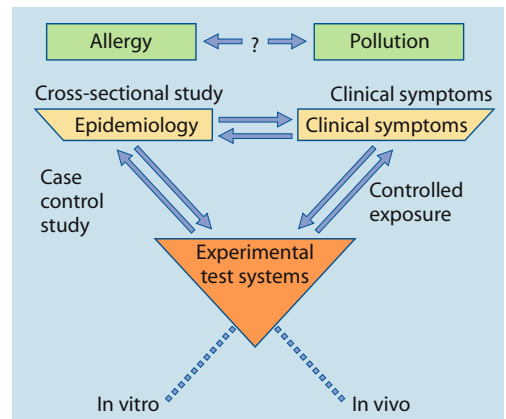 Allergy
?
Pollution
Cross-sectional study
Clinical symptoms
Epidemiology
Clinical symptoms
Case
control
study
Controlled
exposure
Experimental
test systems
In vitro
In vivo